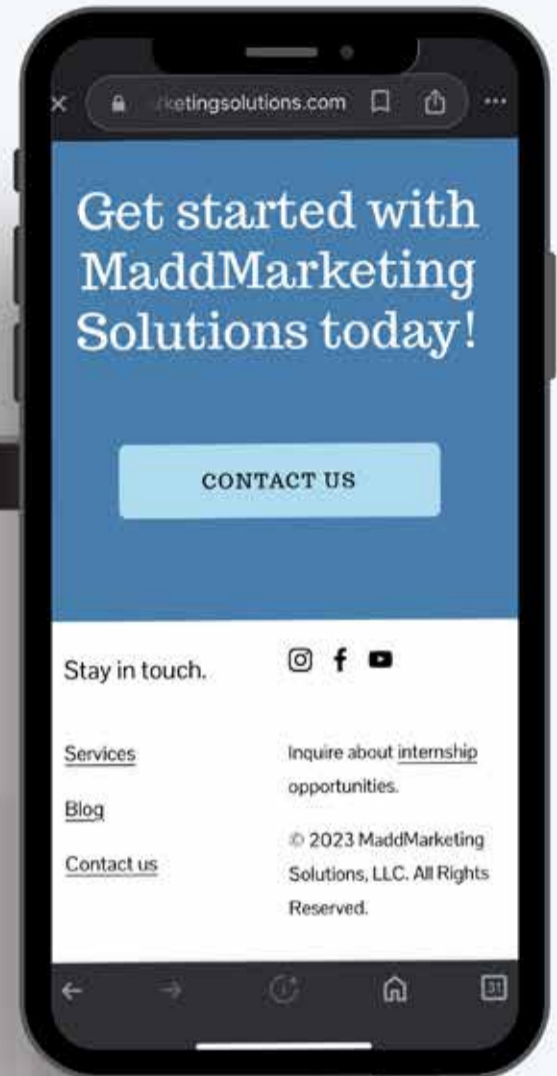 ketingsolutions.com
Get started with
MaddMarketing
Solutions today!
CONTACT US
Stay in touch.
Services
Blog
Contact us
Inquire about internship
opportunities.
© 2023 MaddMarketing
Solutions, LLC. All Rights
Reserved.
31